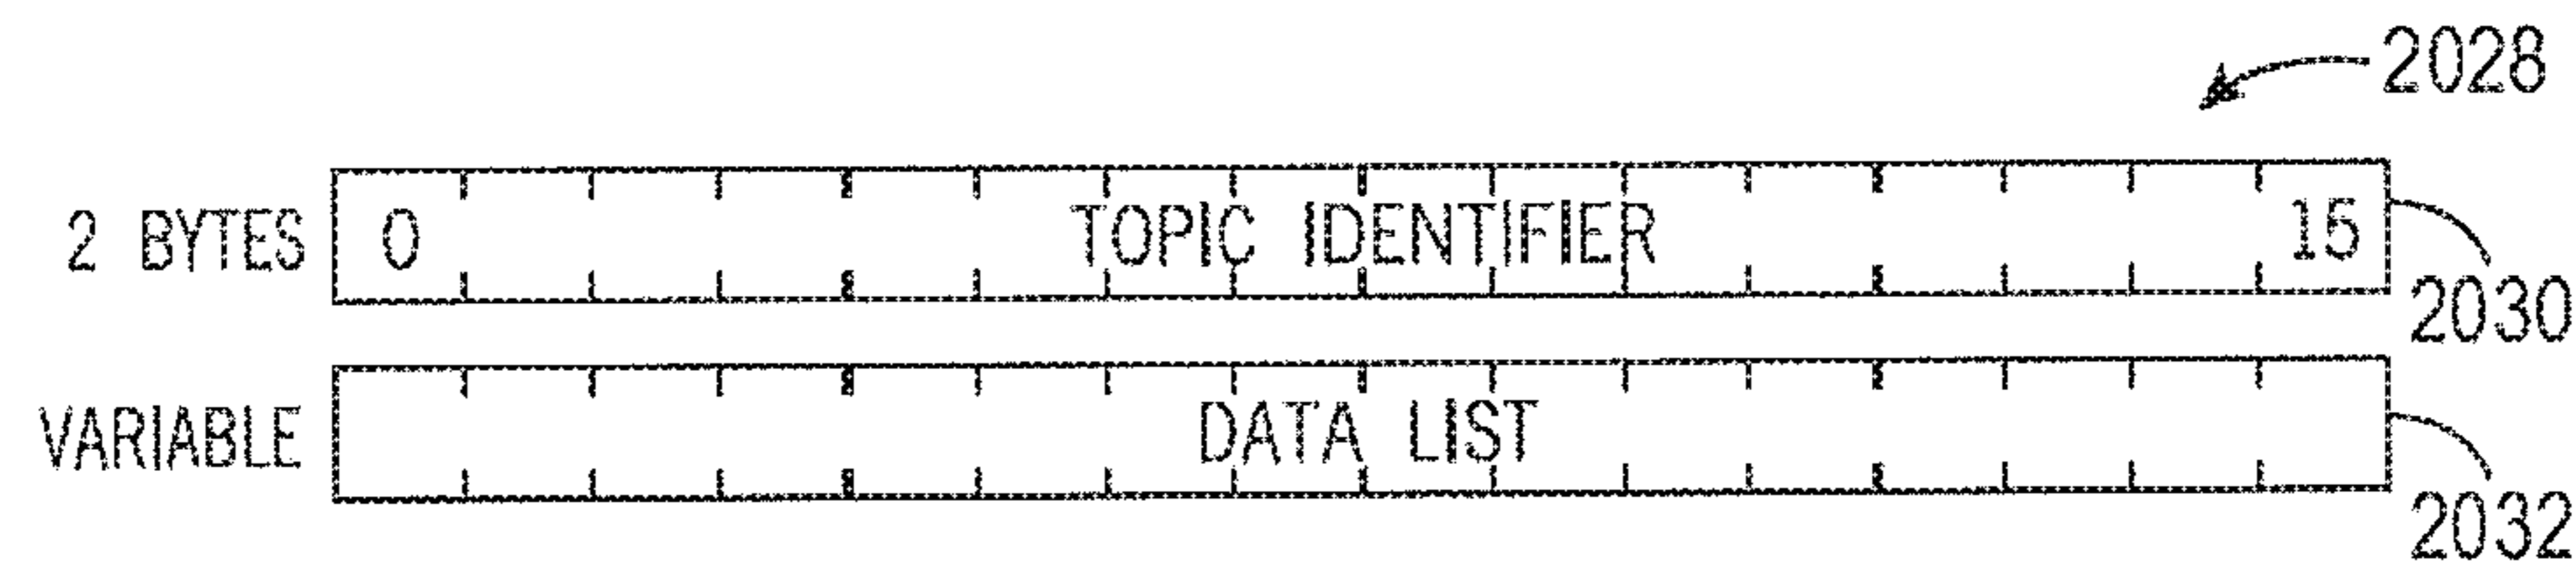 2028
2 BYTES 0 TOPIC IDENTIFIER 15
2030
VARIABLE DATA LIST
2032